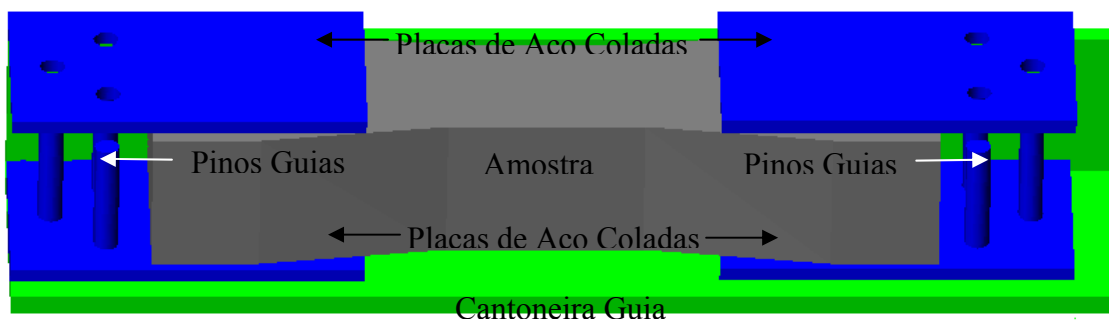 Placas de Aco Coladas
Pinos Guias Amostra Pinos Guias
Placas de Aco Coladas
Cantoneira Guia